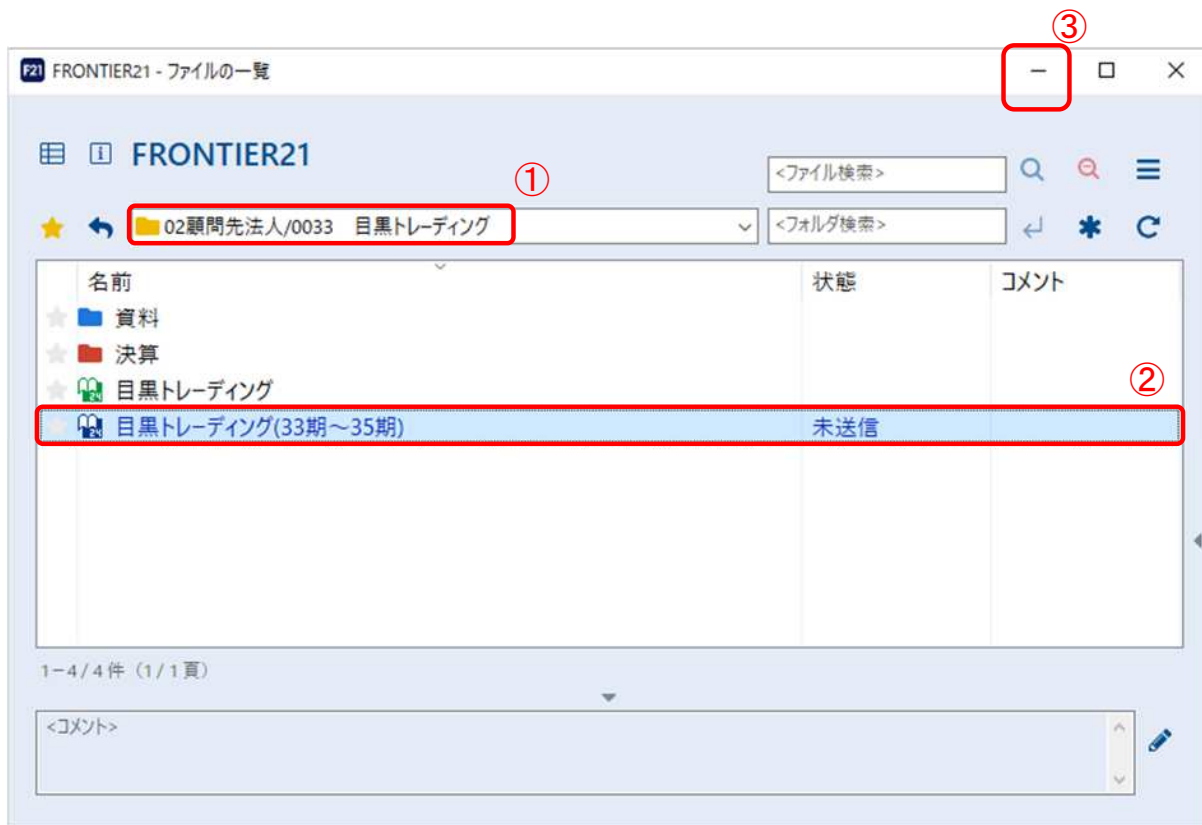 ③
F21 FRONTIER21 - ファイルの一覧
FRONTIER21
①
<ファイル検索>
02顧問先法人/0033　目黒トレーディング
<フォルダ検索>
名前 状態 コメント
資料
決算
目黒トレーディング
②
目黒トレーディング(33期～35期) 未送信
1-4/4件（1/1頁）
<コメント>